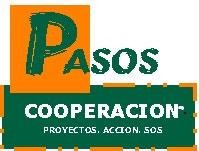 PASOS
COOPERACION
PROYECTOS. ACCION. SOS